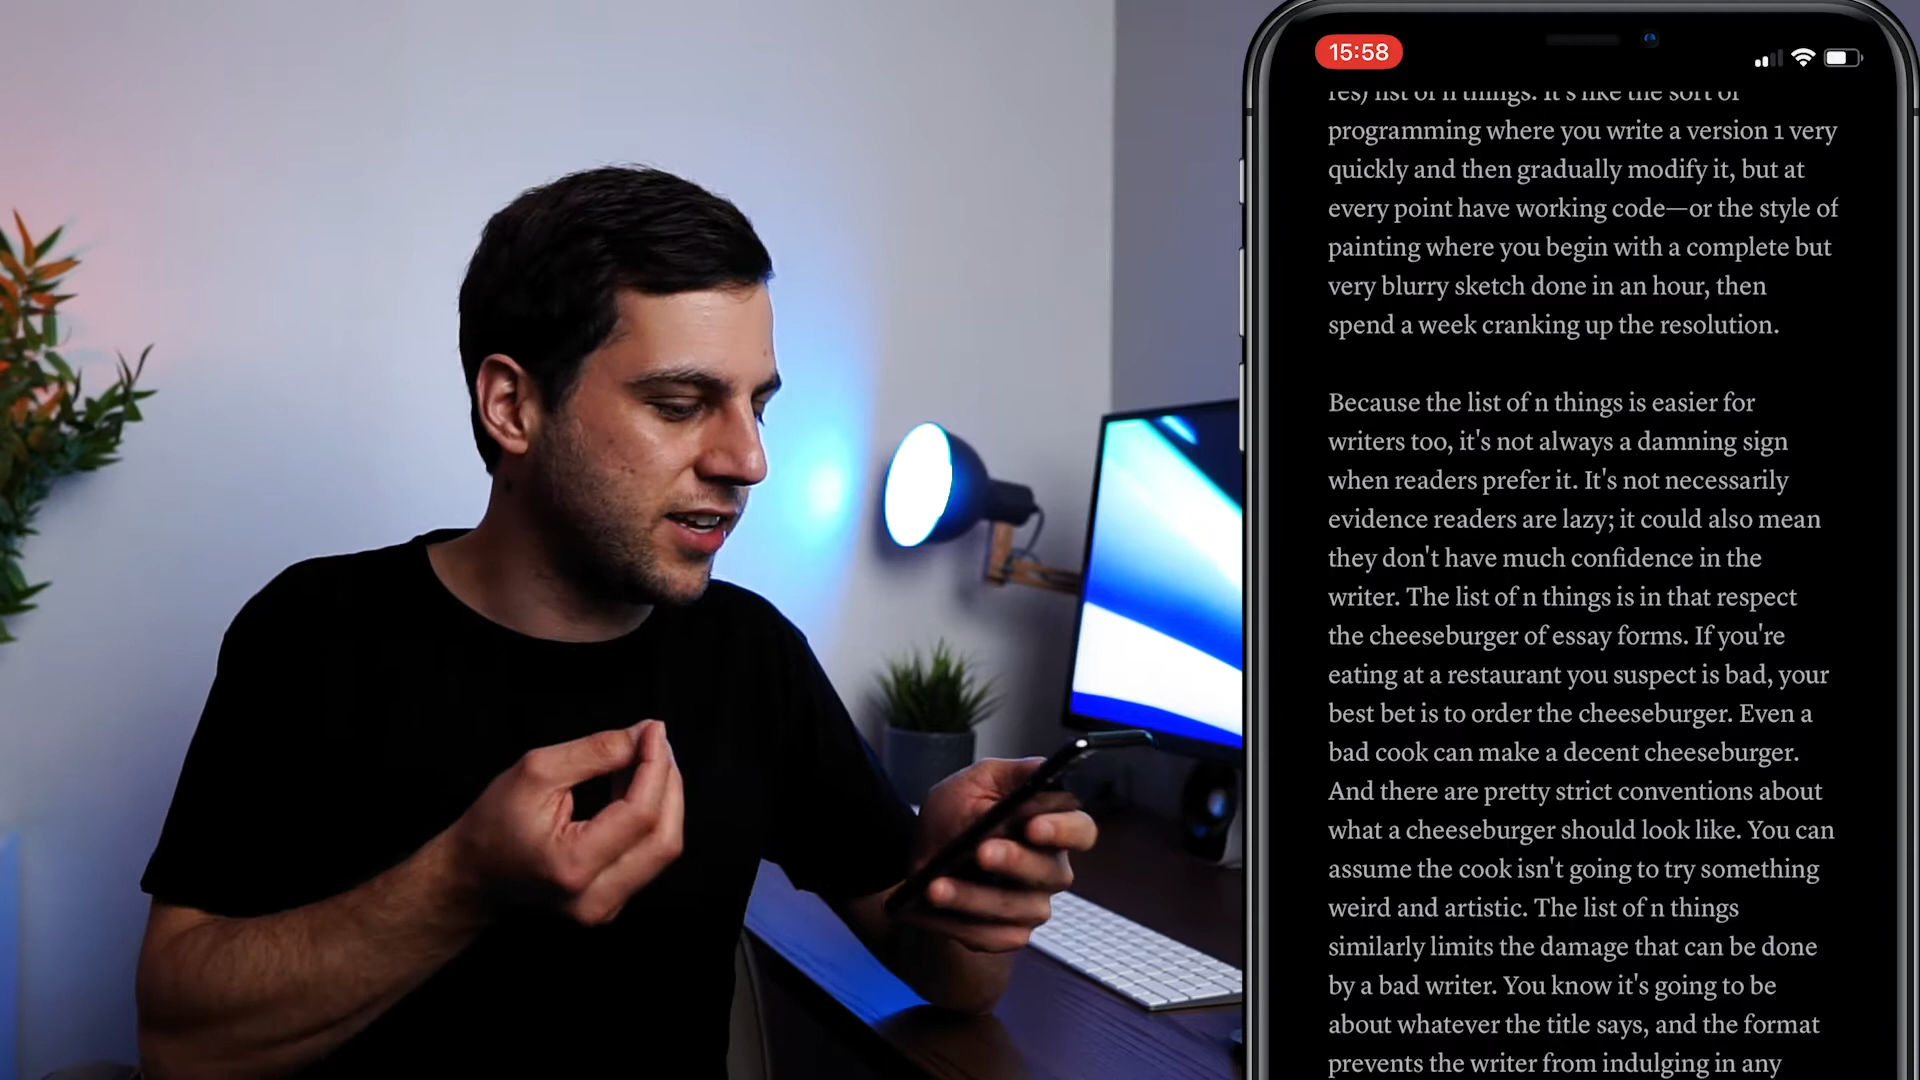 15:58
res) list of n things. It's like the sort of
programming where you write a version 1 very
quickly and then gradually modify it, but at
every point have working code—or the style of
painting where you begin with a complete but
very blurry sketch done in an hour, then
spend a week cranking up the resolution.
Because the list of n things is easier for
writers too, it's not always a damning sign
when readers prefer it. It's not necessarily
evidence readers are lazy; it could also mean
they don't have much confidence in the
writer. The list of n things is in that respect
the cheeseburger of essay forms. If you're
eating at a restaurant you suspect is bad, your
best bet is to order the cheeseburger. Even a
bad cook can make a decent cheeseburger.
And there are pretty strict conventions about
what a cheeseburger should look like. You can
assume the cook isn't going to try something
weird and artistic. The list of n things
similarly limits the damage that can be done
by a bad writer. You know it's going to be
about whatever the title says, and the format
prevents the writer from indulging in any